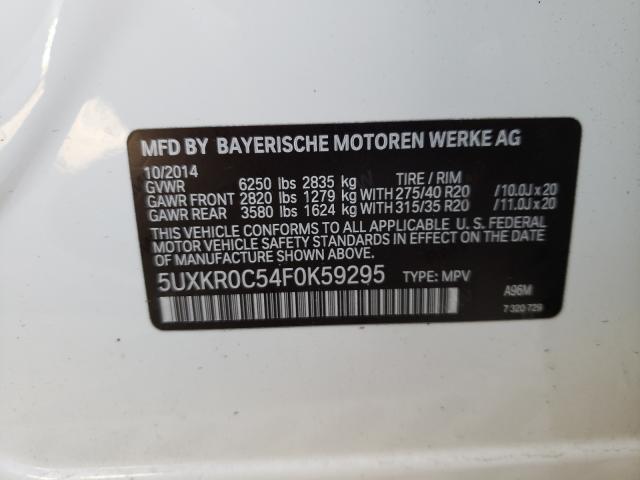 MFD BY BAYERISCHE MOTOREN WERKE AG
10/2014 TIRE / RIM
GVWR 6250 lbs 2835 kg
GAWR FRONT 2820 lbs 1279 kg WITH 275/40 R20 /10.0J x 20
GAWR REAR 3580 lbs 1624 kg WITH 315/35 R20 /11.0J x 20
THIS VEHICLE CONFORMS TO ALL APPLICABLE U. S. FEDERAL
MOTOR VEHICLE SAFETY STANDARDS IN EFFECT ON THE DATE
OF MANUFACTURE SHOWN ABOVE.
5UXKR0C54F0K59295 TYPE: MPV
A96M
7 320 729